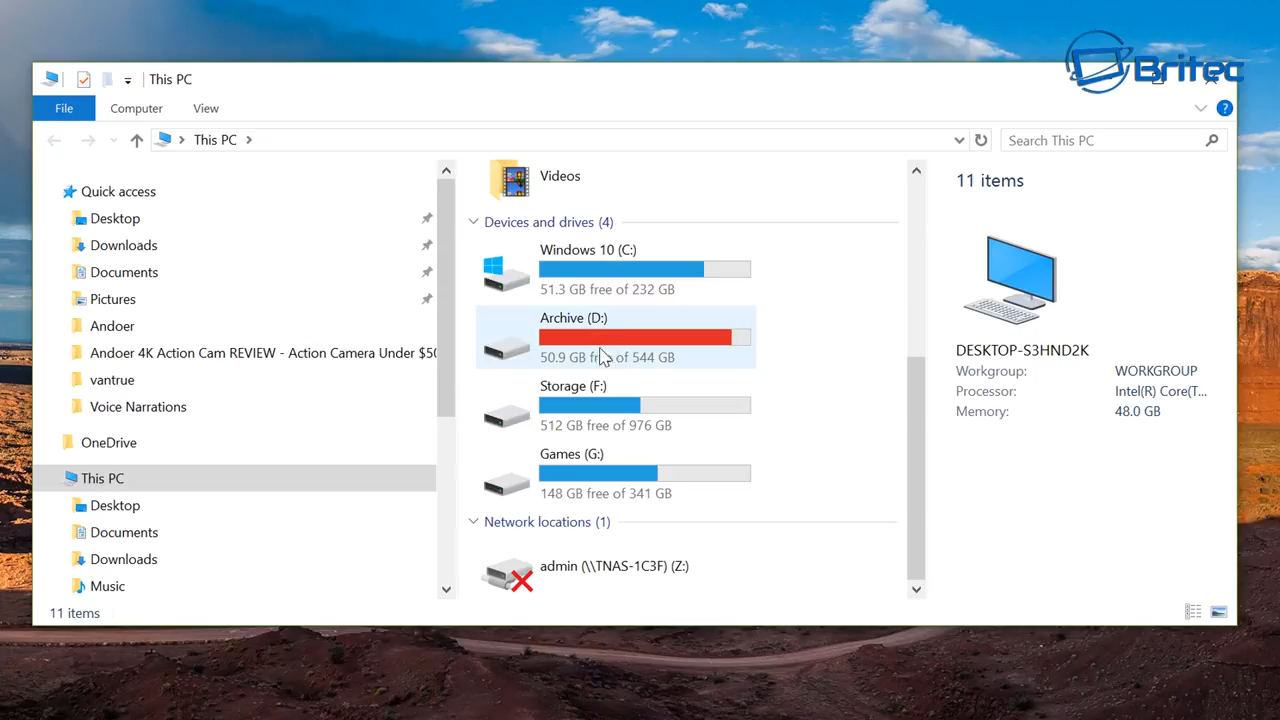 Britec
This PC
File
Computer
View
This PC
Search This PC
Quick access
Desktop
Downloads
Documents
Pictures
Andoer
Andoer 4K Action Cam REVIEW - Action Camera Under $50
vantrue
Voice Narrations
OneDrive
This PC
Desktop
Documents
Downloads
Music
Videos
Devices and drives (4)
Windows 10 (C:)
51.3 GB free of 232 GB
Archive (D:)
50.9 GB free of 544 GB
Storage (F:)
512 GB free of 976 GB
Games (G:)
148 GB free of 341 GB
Network locations (1)
admin (\\TNAS-1C3F) (Z:)
11 items
DESKTOP-S3HND2K
Workgroup: WORKGROUP
Processor: Intel(R) Core(T...
Memory: 48.0 GB
11 items